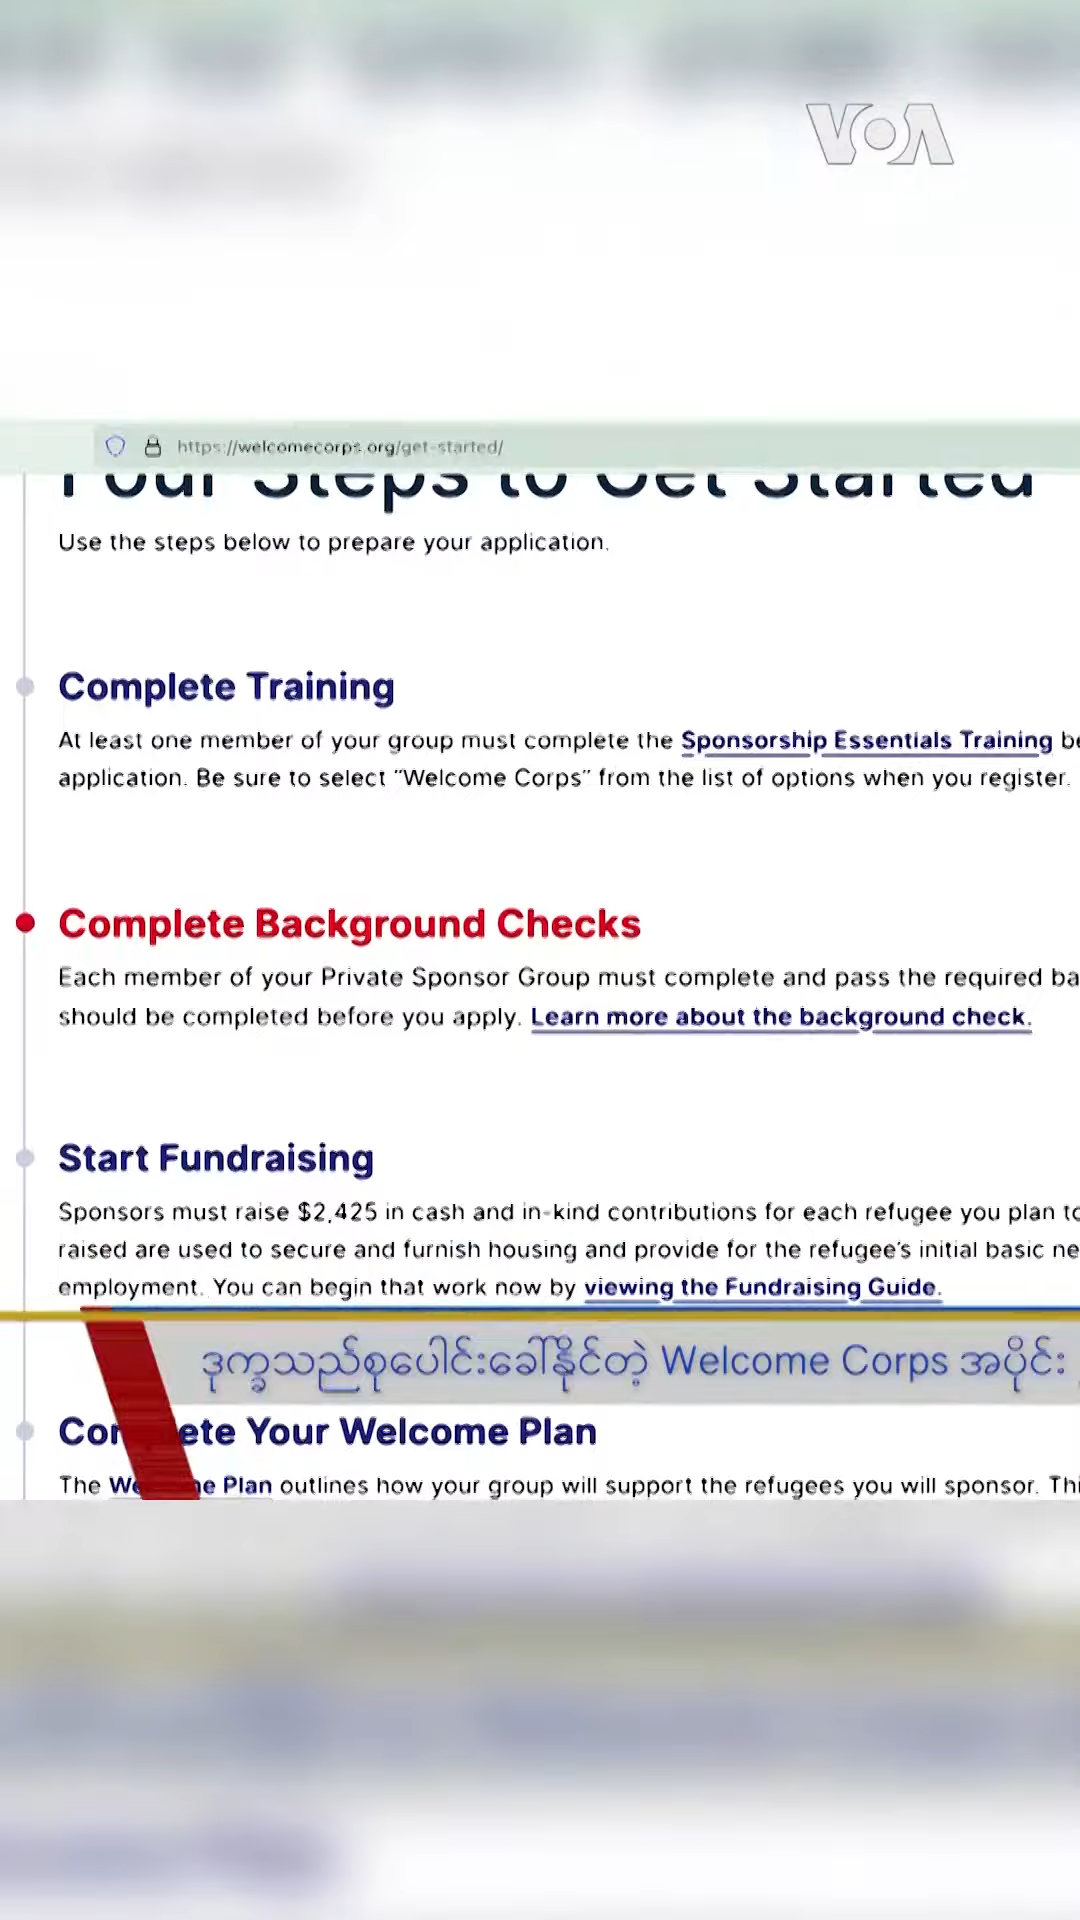 VOA
https://welcomecorps.org/get-started/
Four Steps to Get Started
Use the steps below to prepare your application.
Complete Training
At least one member of your group must complete the Sponsorship Essentials Training
application. Be sure to select “Welcome Corps” from the list of options when you register.
Complete Background Checks
Each member of your Private Sponsor Group must complete and pass the required
should be completed before you apply. Learn more about the background check.
Start Fundraising
Sponsors must raise $2,425 in cash and in-kind contributions for each refugee you plan
raised are used to secure and furnish housing and provide for the refugee's initial basic
employment. You can begin that work now by viewing the Fundraising Guide.
ဒုက္ခသည်စုပေါင်းခေါ်နိုင်တဲ့ Welcome Corps အပိုင်း
Your Welcome Plan
The Plan outlines how your group will support the refugees you will sponsor.